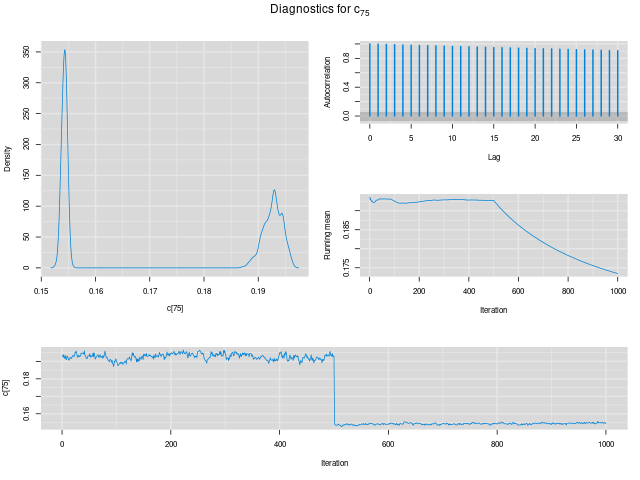 Diagnostics for c75
Density
0 50 100 150 200 250 300 350
0.15 0.16 0.17 0.18 0.19
c[75]
Autocorrelation
0.0 0.4 0.8
0 5 10 15 20 25 30
Lag
Running mean
0.175 0.185
0 200 400 600 800 1000
Iteration
c[75]
0.16 0.18
0 200 400 600 800 1000
Iteration